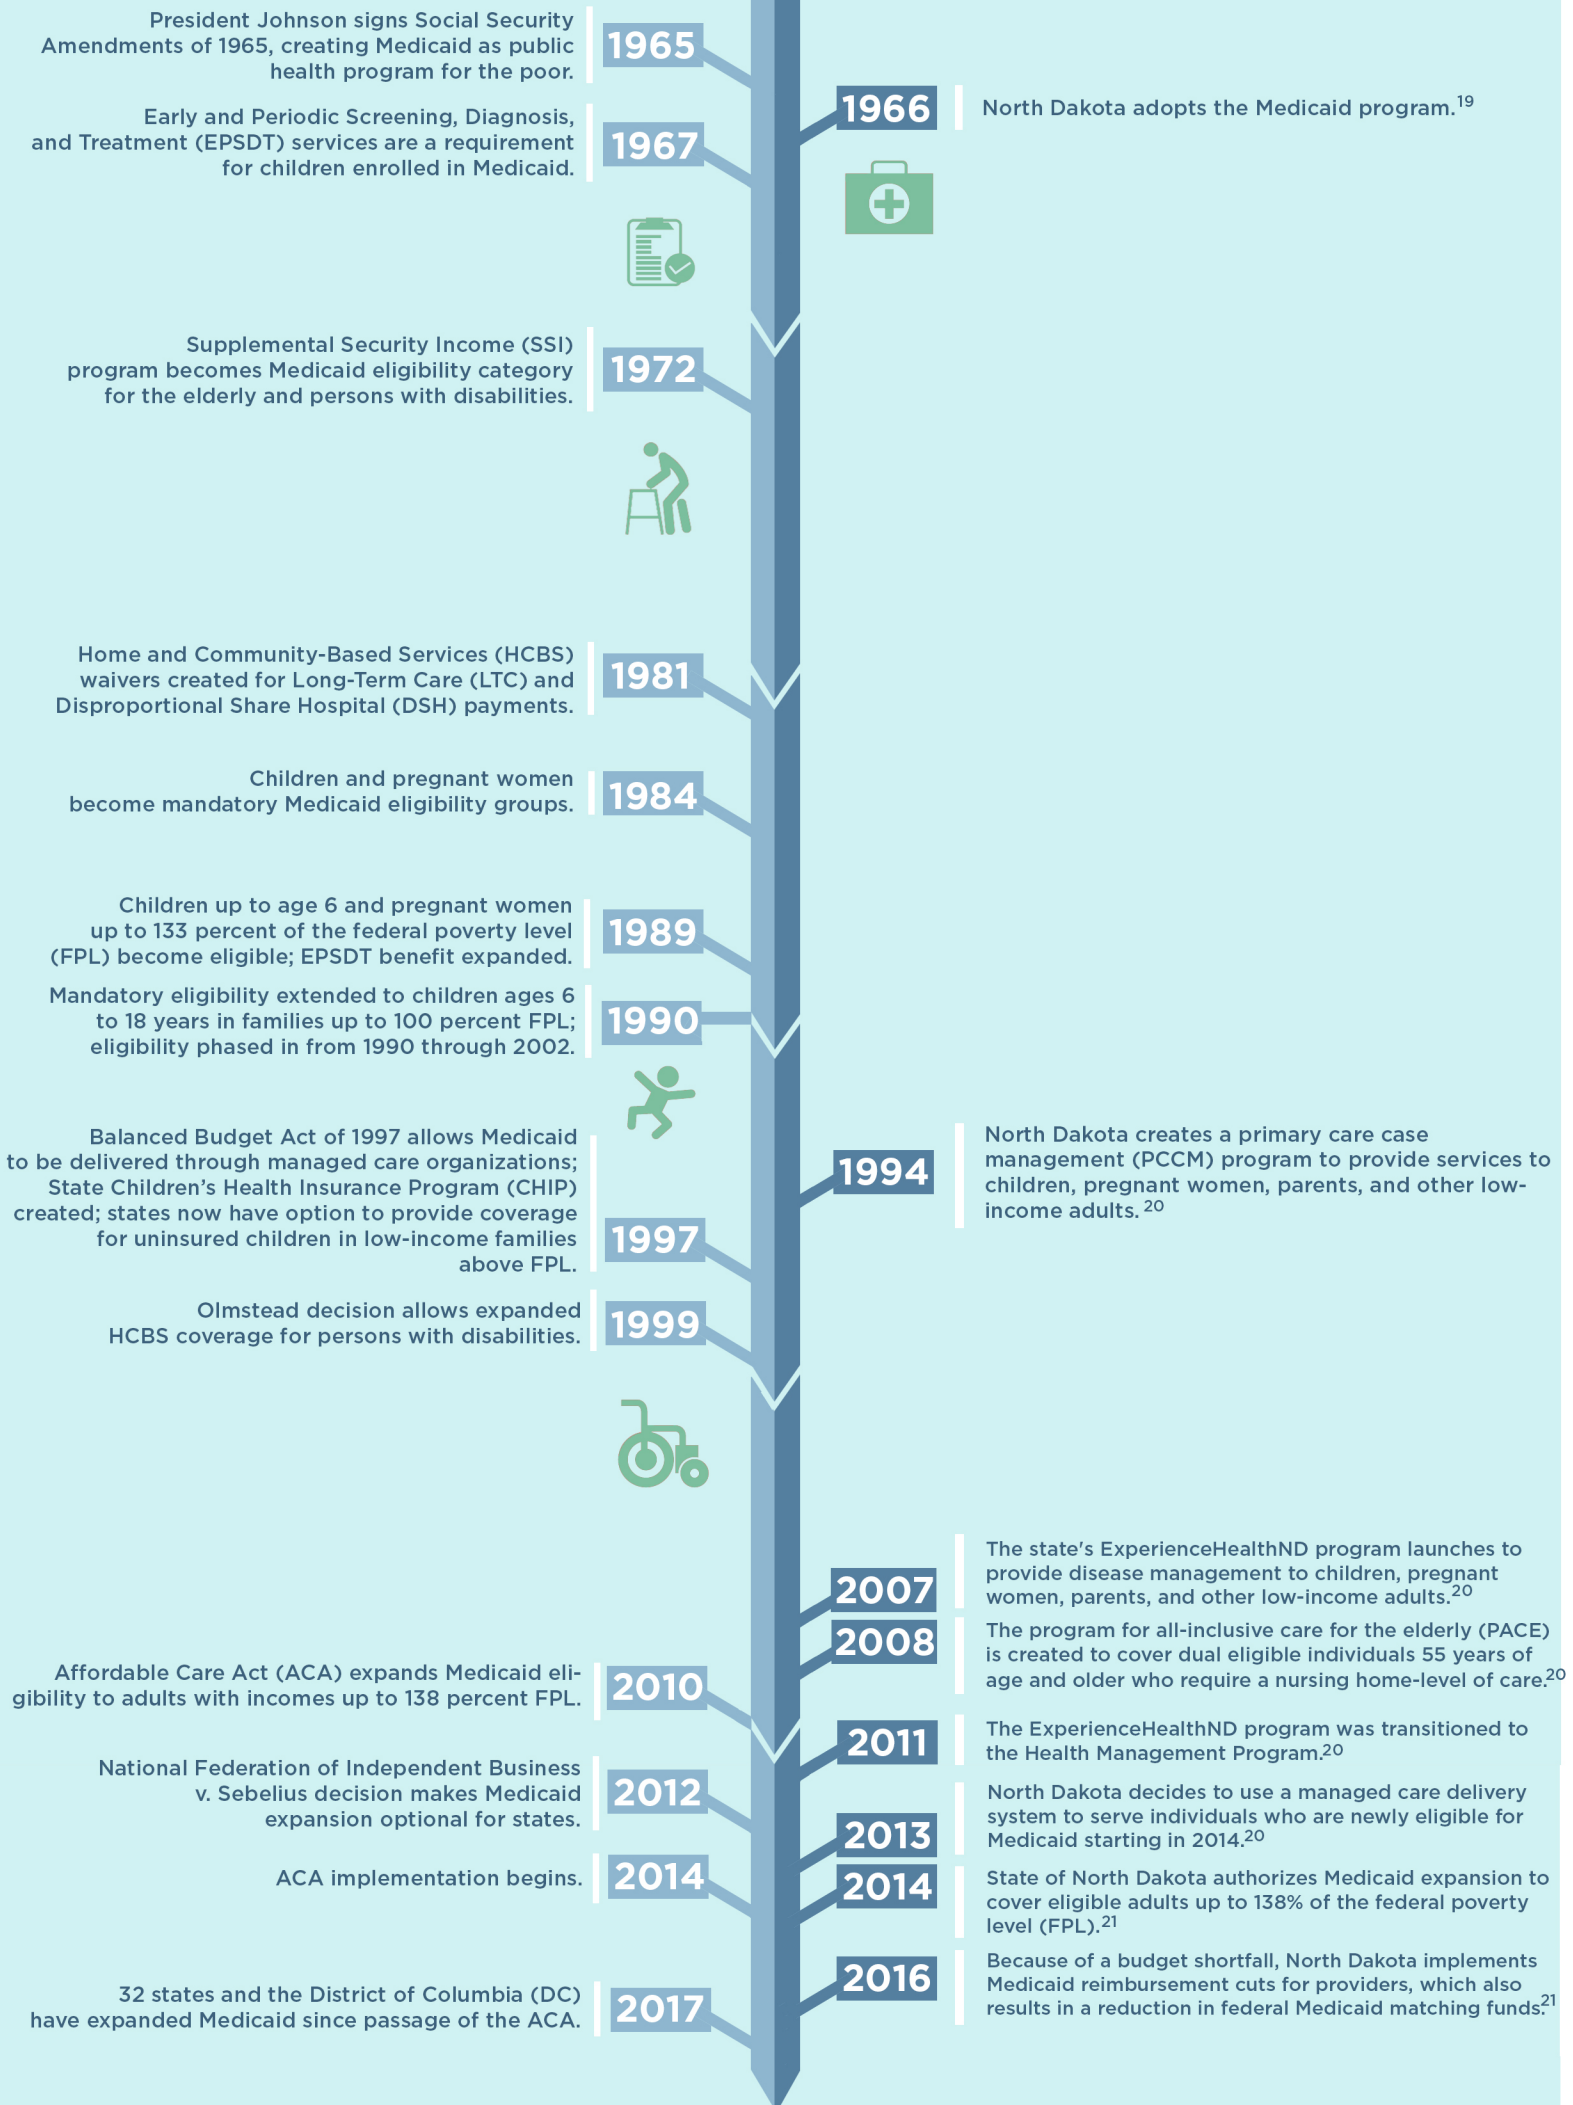 President Johnson signs Social Security
Amendments of 1965, creating Medicaid as public
health program for the poor.
1965
1966
North Dakota adopts the Medicaid program.19
Early and Periodic Screening, Diagnosis,
and Treatment (EPSDT) services are a requirement
for children enrolled in Medicaid.
1967
Supplemental Security Income (SSI)
program becomes Medicaid eligibility category
for the elderly and persons with disabilities.
1972
Home and Community-Based Services (HCBS)
waivers created for Long-Term Care (LTC) and
Disproportional Share Hospital (DSH) payments.
1981
Children and pregnant women
become mandatory Medicaid eligibility groups.
1984
Children up to age 6 and pregnant women
up to 133 percent of the federal poverty level
(FPL) become eligible; EPSDT benefit expanded.
1989
Mandatory eligibility extended to children ages 6
to 18 years in families up to 100 percent FPL;
eligibility phased in from 1990 through 2002.
1990
1994
North Dakota creates a primary care case
management (PCCM) program to provide services to
children, pregnant women, parents, and other low-
income adults. 20
Balanced Budget Act of 1997 allows Medicaid
to be delivered through managed care organizations;
State Children's Health Insurance Program (CHIP)
created; states now have option to provide coverage
for uninsured children in low-income families
above FPL.
1997
Olmstead decision allows expanded
HCBS coverage for persons with disabilities.
1999
2007
The state's ExperienceHealthND program launches to
provide disease management to children, pregnant
women, parents, and other low-income adults.20
2008
The program for all-inclusive care for the elderly (PACE)
is created to cover dual eligible individuals 55 years of
age and older who require a nursing home-level of care.20
Affordable Care Act (ACA) expands Medicaid eli-
gibility to adults with incomes up to 138 percent FPL.
2010
2011
The ExperienceHealthND program was transitioned to
the Health Management Program.20
National Federation of Independent Business
v. Sebelius decision makes Medicaid
expansion optional for states.
2012
2013
North Dakota decides to use a managed care delivery
system to serve individuals who are newly eligible for
Medicaid starting in 2014.20
ACA implementation begins.
2014
2014
State of North Dakota authorizes Medicaid expansion to
cover eligible adults up to 138% of the federal poverty
level (FPL).21
2016
Because of a budget shortfall, North Dakota implements
Medicaid reimbursement cuts for providers, which also
results in a reduction in federal Medicaid matching funds.21
32 states and the District of Columbia (DC)
have expanded Medicaid since passage of the ACA.
2017